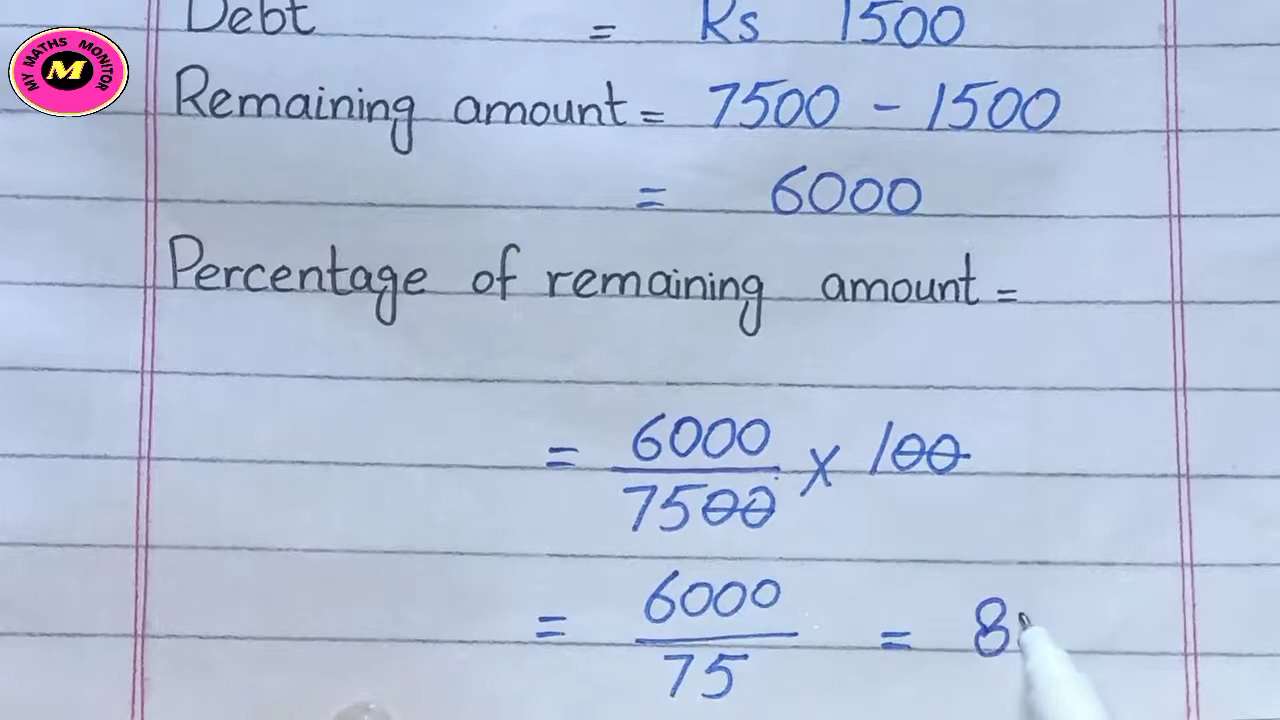 MY MATHS MONITOR
M
Debt = Rs 1500
Remaining amount = 7500 - 1500
= 6000
Percentage of remaining amount =
= 6000/7500 × 100
= 6000/75 = 8